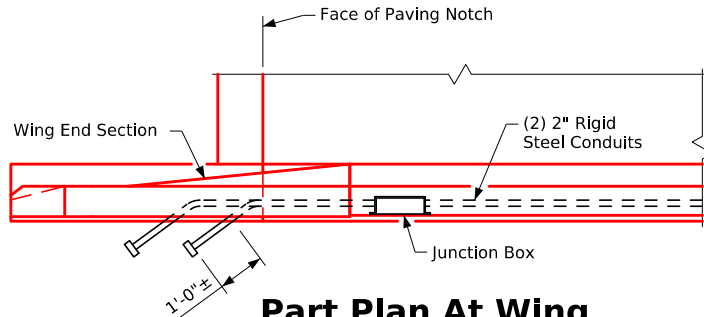 Face of Paving Notch
Wing End Section
(2) 2" Rigid
Steel Conduits
Junction Box
1'-0"±
Part Plan At Wing